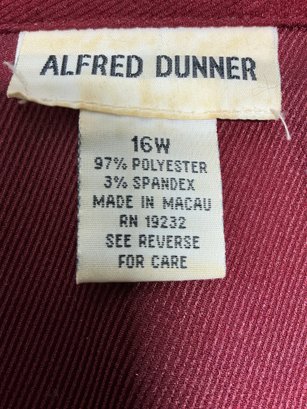 ALFRED DUNNER
16W
97% POLYESTER
3% SPANDEX
MADE IN MACAU
RN 19232
SEE REVERSE
FOR CARE